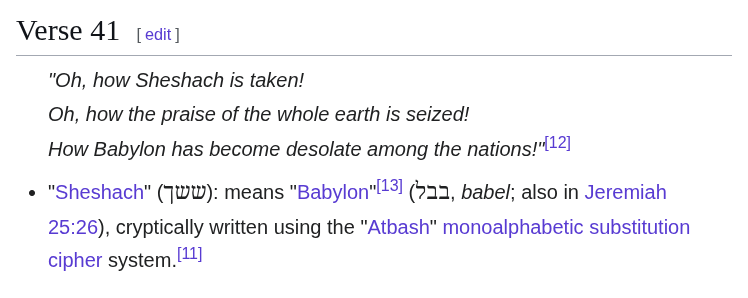 Verse 41 [ edit ]
"Oh, how Sheshach is taken!
Oh, how the praise of the whole earth is seized!
How Babylon has become desolate among the nations!"[12]
• "Sheshach" (ששך): means "Babylon"[13] (בבל, babel; also in Jeremiah
25:26), cryptically written using the "Atbash" monoalphabetic substitution
cipher system.[11]